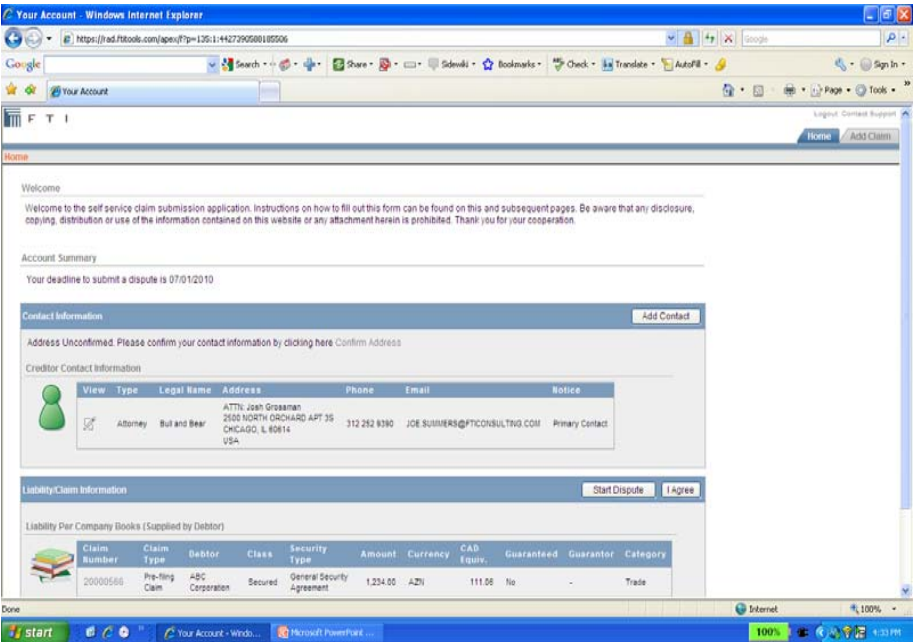 Your Account - Windows Internet Explorer
https://rad.ftitools.com/apex/f?p=135:1:4427390580185506
Google
Google Search Share Sidewiki Bookmarks Check Translate AutoFill Sign In
Your Account Page Tools
F T I
Logout Contact Support
Home Add Claim
Home
Welcome
Welcome to the self service claim submission application. Instructions on how to fill out this form can be found on this and subsequent pages. Be aware that any disclosure,
copying, distribution or use of the information contained on this website or any attachment herein is prohibited. Thank you for your cooperation.
Account Summary
Your deadline to submit a dispute is 07/01/2010
Contact Information Add Contact
Address Unconfirmed. Please confirm your contact information by clicking here Confirm Address
Creditor Contact Information
View Type Legal Name Address Phone Email Notice
Attorney Bull and Bear ATTN: Josh Grossman
2500 NORTH ORCHARD APT 3S
CHICAGO, IL 60614
USA
312 252 9390 JOE.SUMMERS@FTICONSULTING.COM Primary Contact
Liability/Claim Information Start Dispute I Agree
Liability Per Company Books (Supplied by Debtor)
Claim Number Claim Type Debtor Class Security Type Amount Currency CAD Equiv. Guaranteed Guarantor Category
20000566 Pre-filing Claim ABC Corporation Secured General Security Agreement 1,234.00 AZN 111.06 No - Trade
Done Internet 100%
start Your Account - Windo... Microsoft PowerPoint ... 100% 4:33 PM